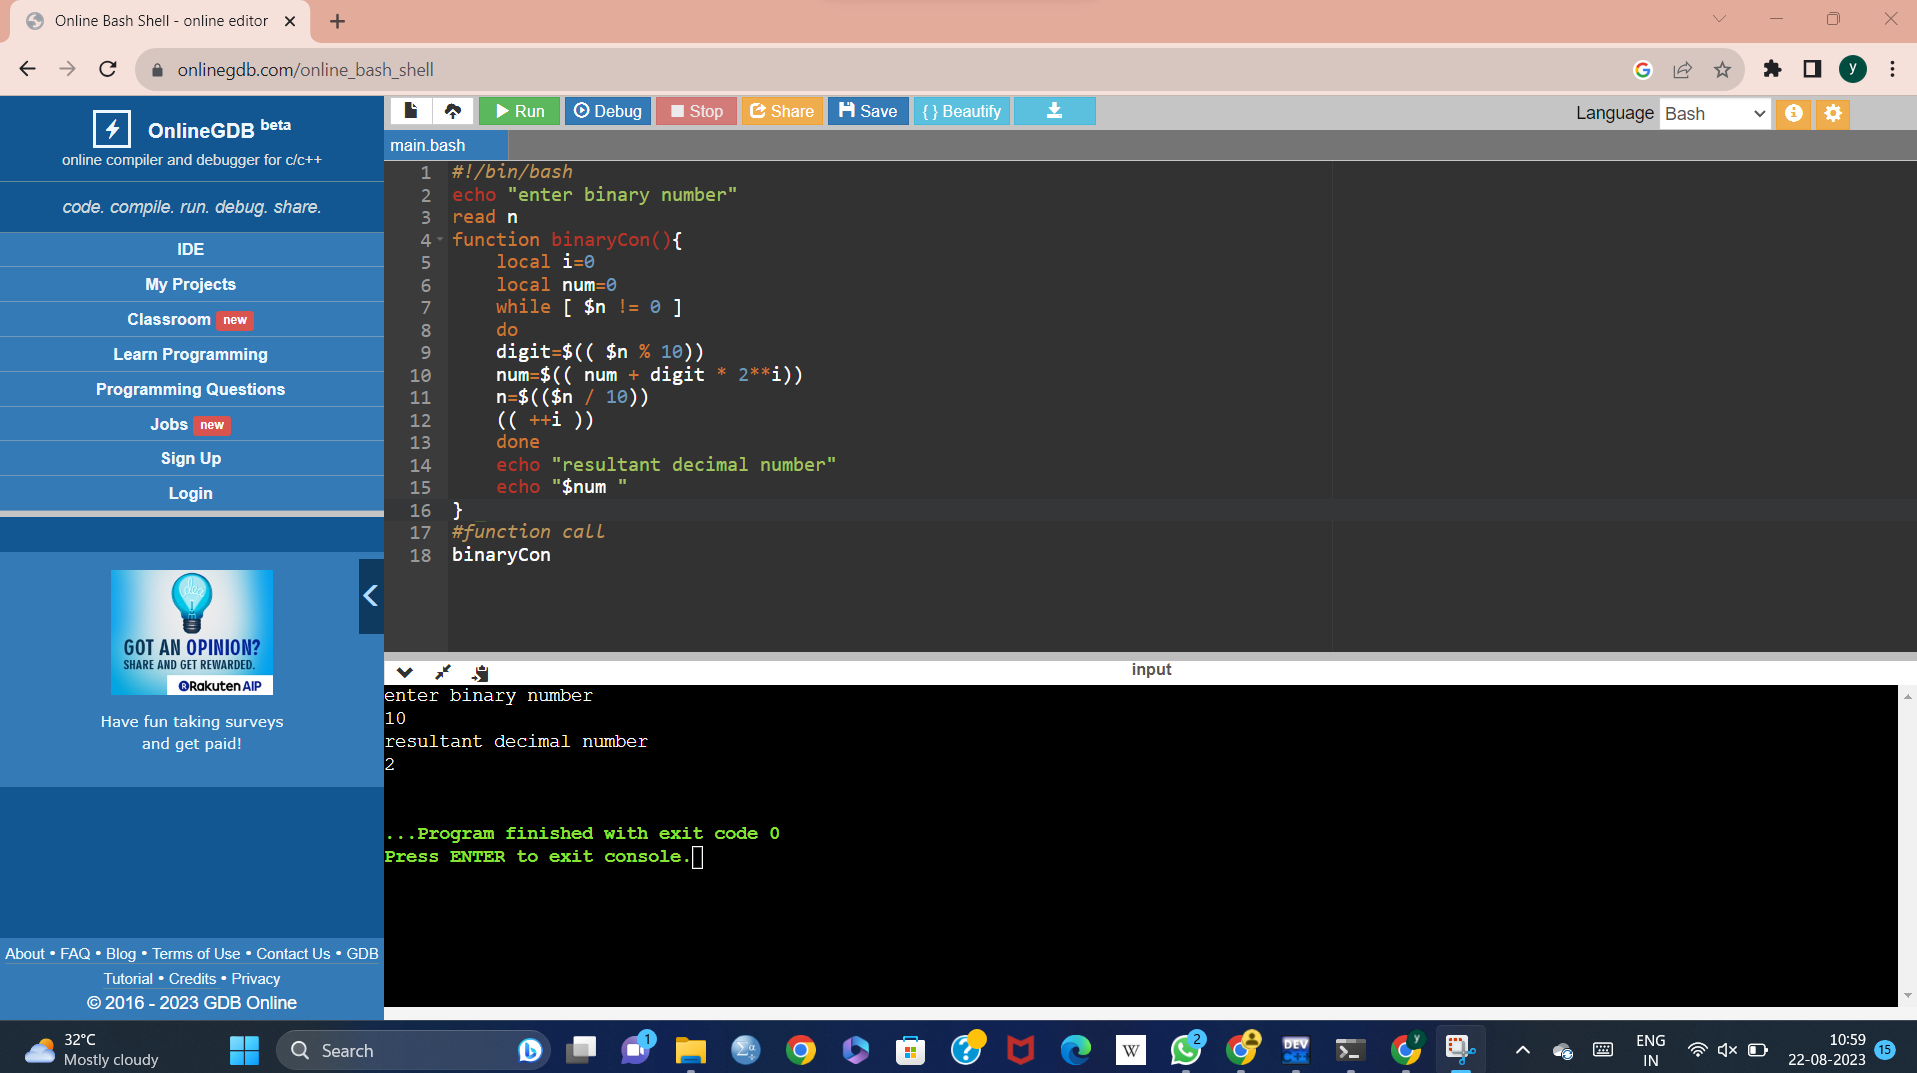 Online Bash Shell - online editor
onlinegdb.com/online_bash_shell
y
OnlineGDB beta
online compiler and debugger for c/c++
code. compile. run. debug. share.
IDE
My Projects
Classroom new
Learn Programming
Programming Questions
Jobs new
Sign Up
Login
GOT AN OPINION?
SHARE AND GET REWARDED.
Rakuten AIP
Have fun taking surveys
and get paid!
About • FAQ • Blog • Terms of Use • Contact Us • GDB
Tutorial • Credits • Privacy
© 2016 - 2023 GDB Online
Run Debug Stop Share Save { } Beautify
Language Bash
main.bash
1 #!/bin/bash
2 echo "enter binary number"
3 read n
4 function binaryCon(){
5 local i=0
6 local num=0
7 while [ $n != 0 ]
8 do
9 digit=$(( $n % 10))
10 num=$(( num + digit * 2**i))
11 n=$(($n / 10))
12 (( ++i ))
13 done
14 echo "resultant decimal number"
15 echo "$num "
16 }
17 #function call
18 binaryCon
input
enter binary number
10
resultant decimal number
2
...Program finished with exit code 0
Press ENTER to exit console.
32°C
Mostly cloudy
Search
1
W
2
DEV
y
ENG
IN
10:59
22-08-2023
15